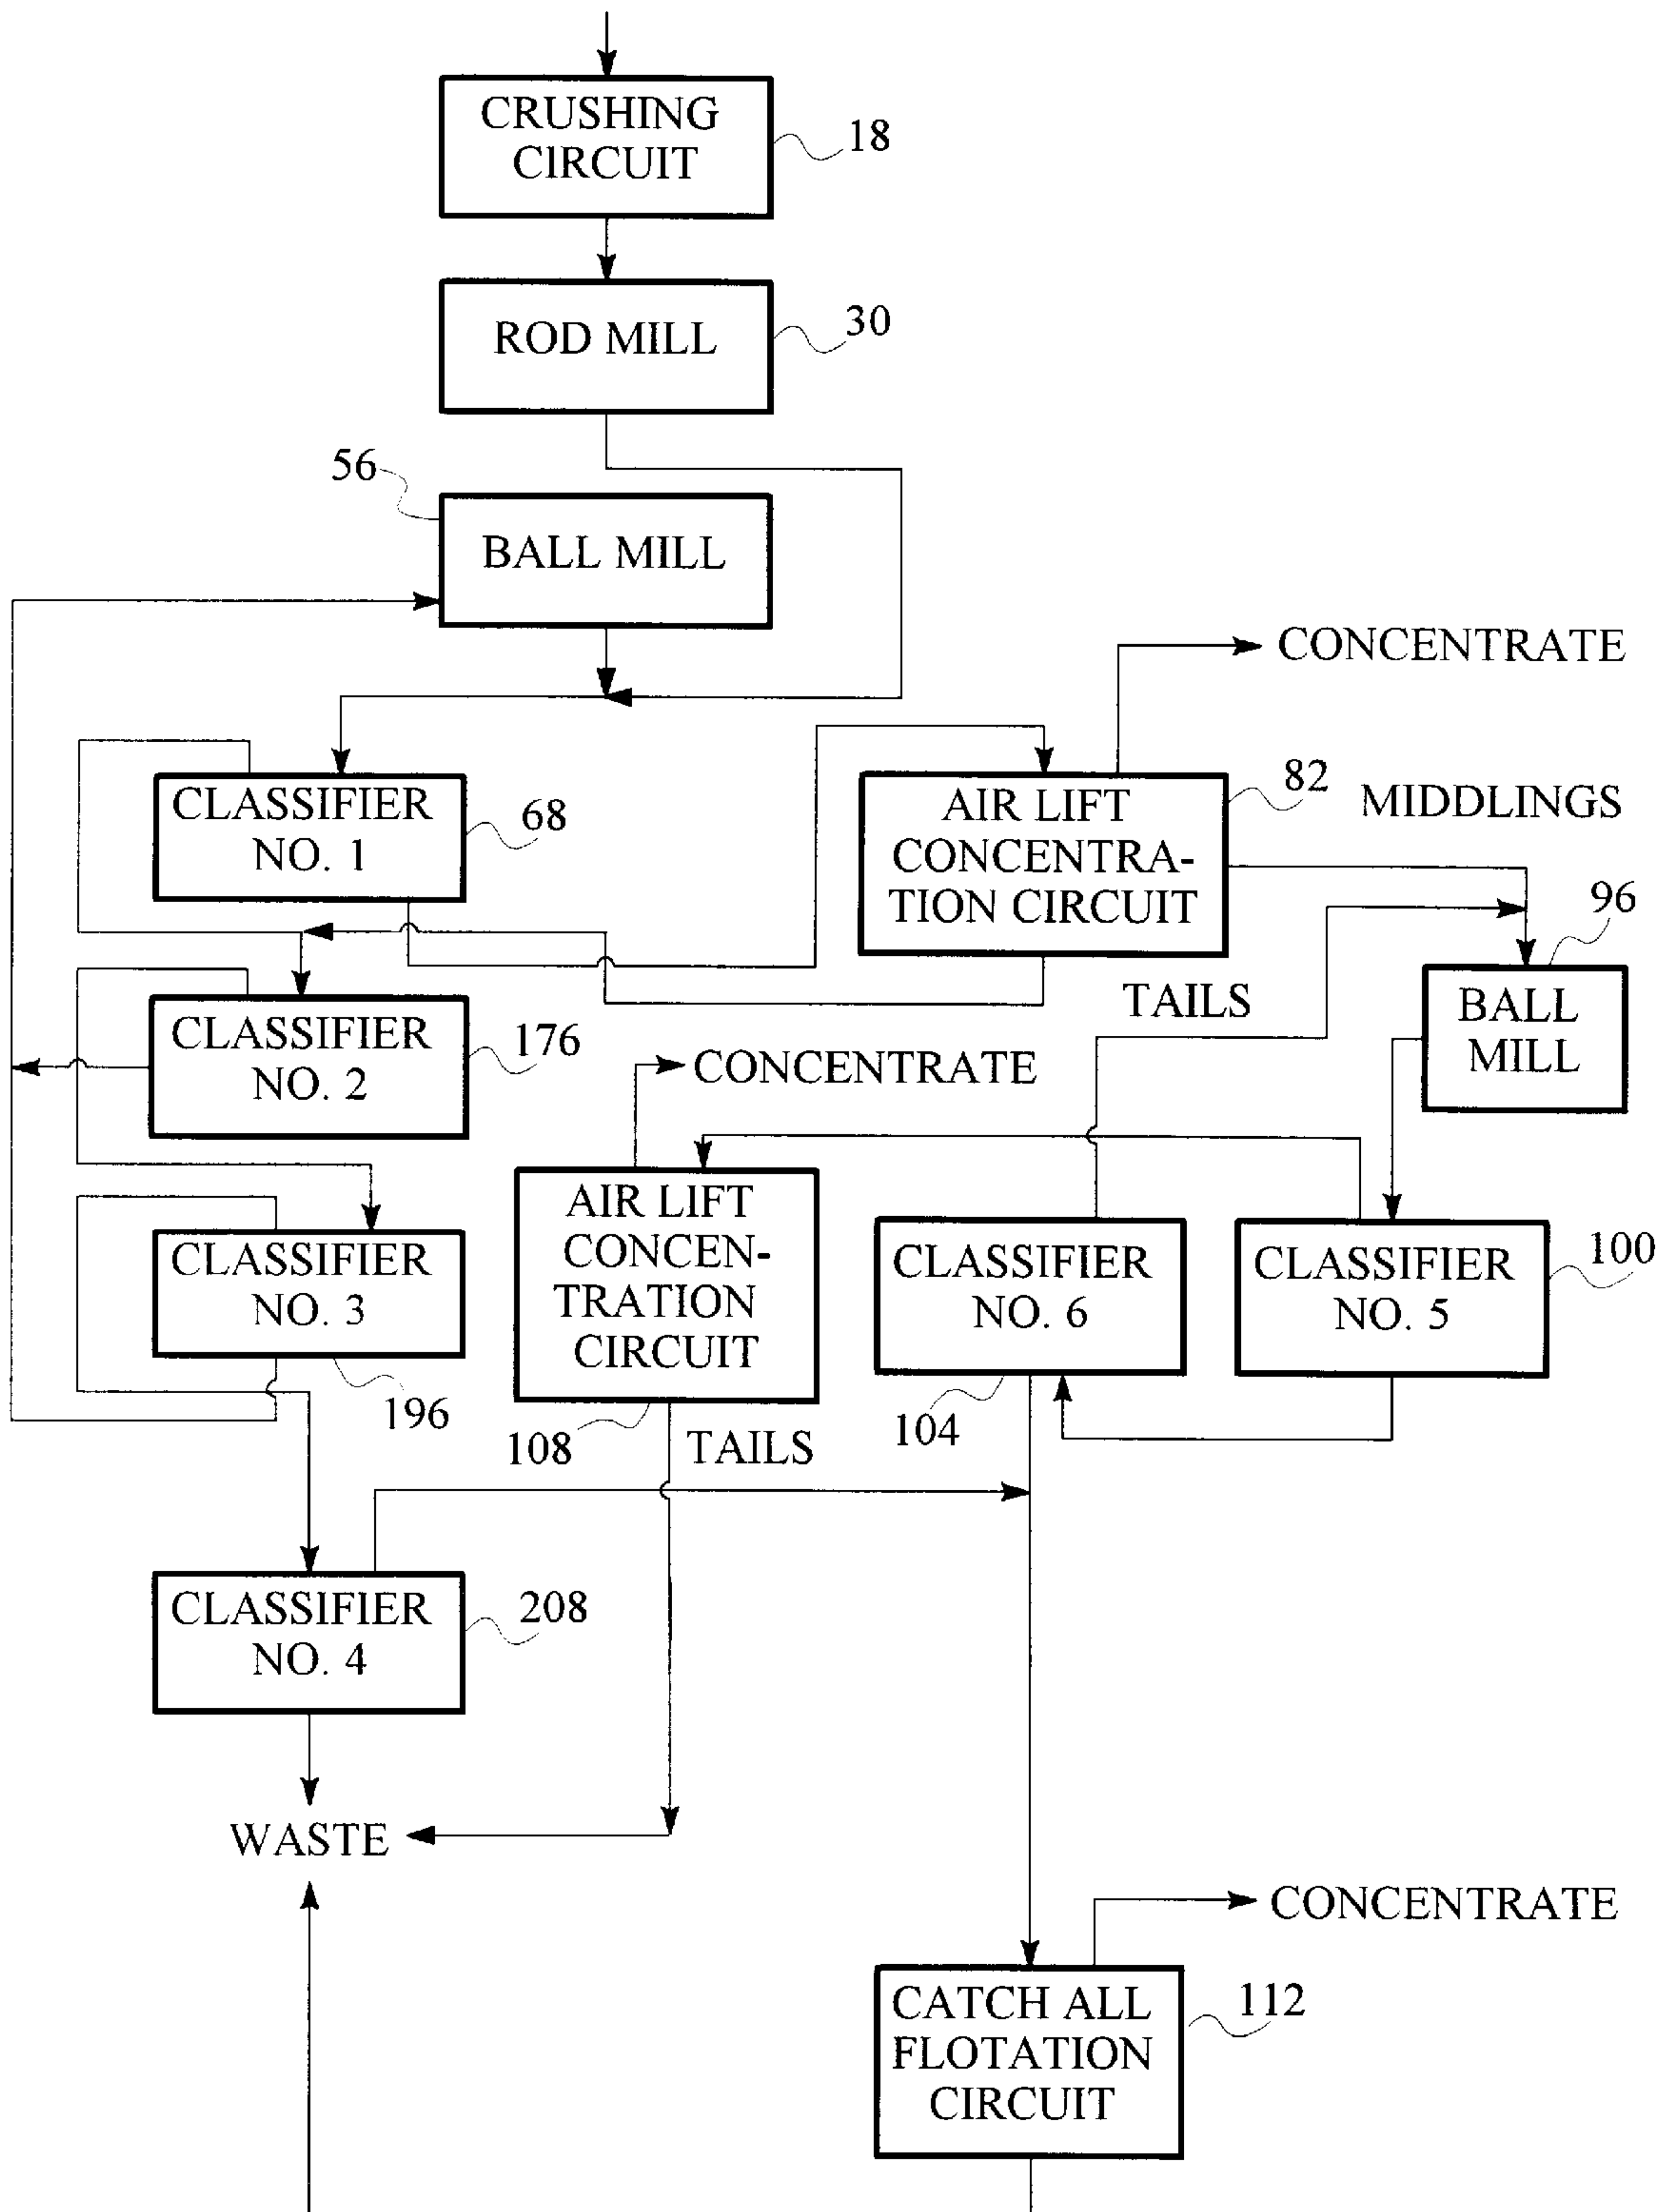 CRUSHING
CIRCUIT
18
ROD MILL
30
56
BALL MILL
CONCENTRATE
CLASSIFIER
NO. 1
68
AIR LIFT
CONCENTRA-
TION CIRCUIT
82
MIDDLINGS
96
BALL
MILL
TAILS
CLASSIFIER
NO. 2
176
CONCENTRATE
AIR LIFT
CONCEN-
TRATION
CIRCUIT
108
TAILS
CLASSIFIER
NO. 6
104
CLASSIFIER
NO. 5
100
CLASSIFIER
NO. 3
196
CLASSIFIER
NO. 4
208
WASTE
CONCENTRATE
CATCH ALL
FLOTATION
CIRCUIT
112